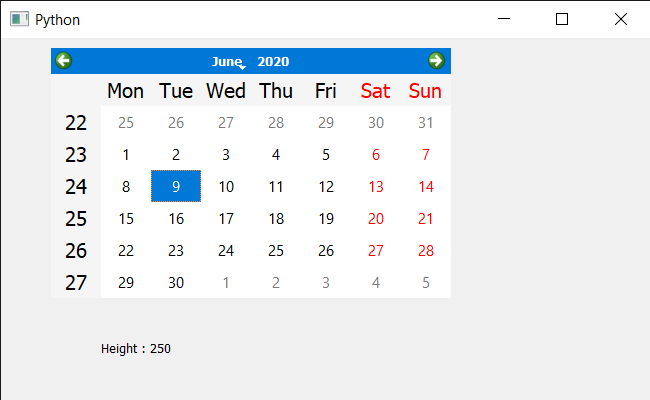 Python
June 2020
Mon Tue Wed Thu Fri Sat Sun
22 25 26 27 28 29 30 31
23 1 2 3 4 5 6 7
24 8 9 10 11 12 13 14
25 15 16 17 18 19 20 21
26 22 23 24 25 26 27 28
27 29 30 1 2 3 4 5
Height : 250